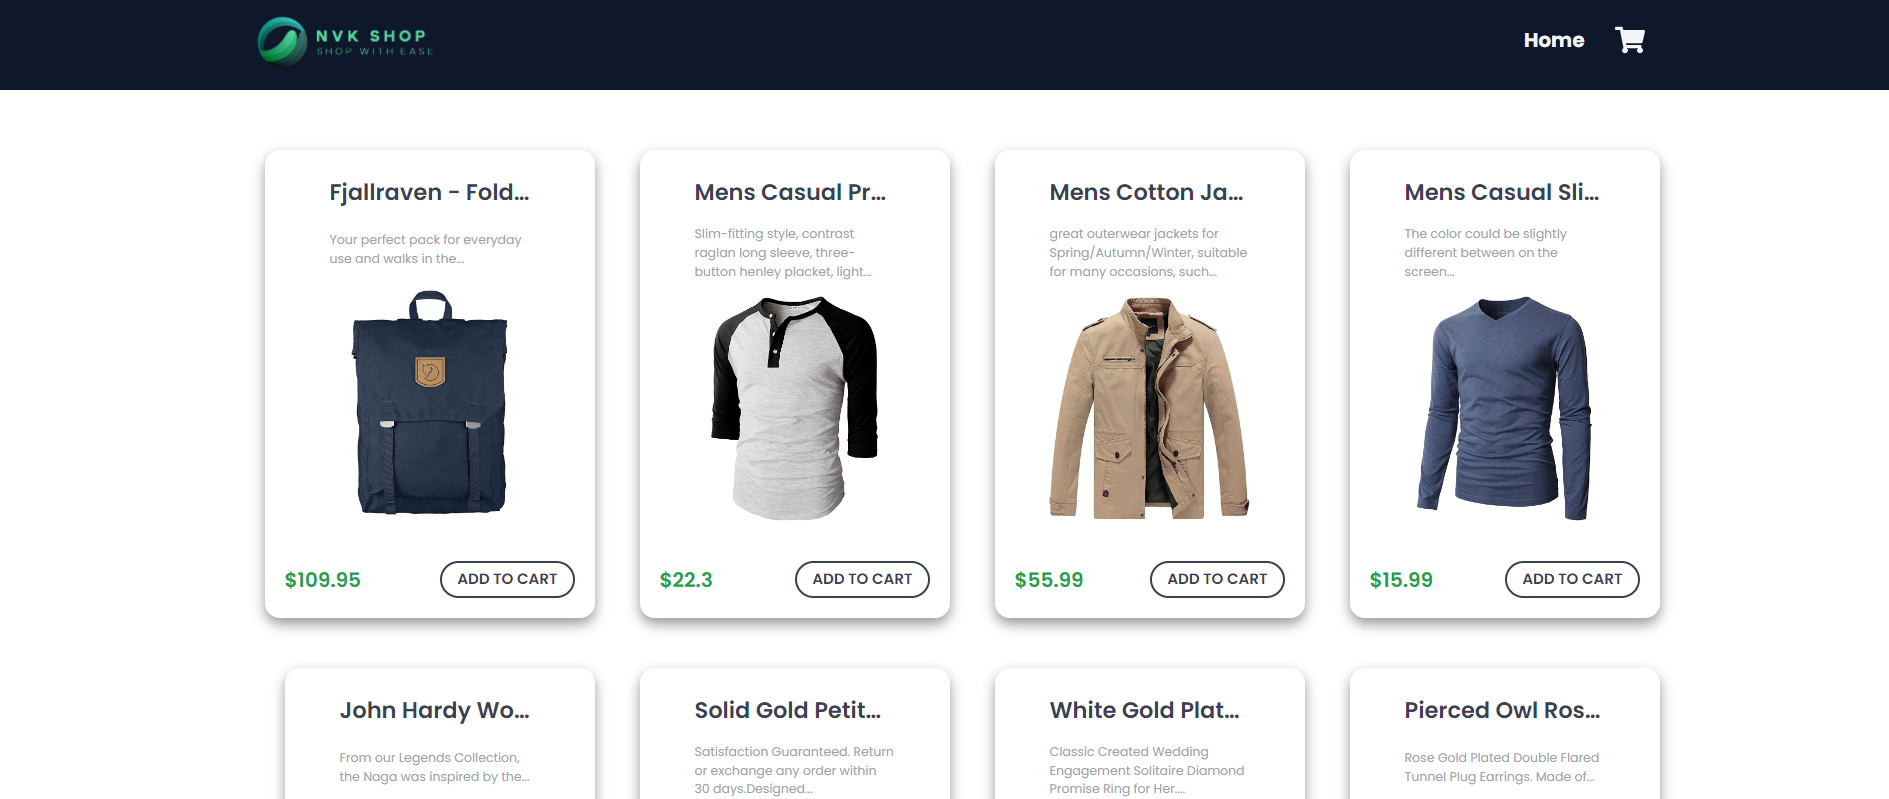 NVK SHOP
SHOP WITH EASE
Home
Fjallraven - Fold...
Your perfect pack for everyday
use and walks in the...
$109.95
ADD TO CART
Mens Casual Pr...
Slim-fitting style, contrast
raglan long sleeve, three-
button henley placket, light...
$22.3
ADD TO CART
Mens Cotton Ja...
great outerwear jackets for
Spring/Autumn/Winter, suitable
for many occasions, such...
$55.99
ADD TO CART
Mens Casual Sli...
The color could be slightly
different between on the
screen...
$15.99
ADD TO CART
John Hardy Wo...
From our Legends Collection,
the Naga was inspired by the...
Solid Gold Petit...
Satisfaction Guaranteed. Return
or exchange any order within
30 days.Designed...
White Gold Plat...
Classic Created Wedding
Engagement Solitaire Diamond
Promise Ring for Her....
Pierced Owl Ros...
Rose Gold Plated Double Flared
Tunnel Plug Earrings. Made of...